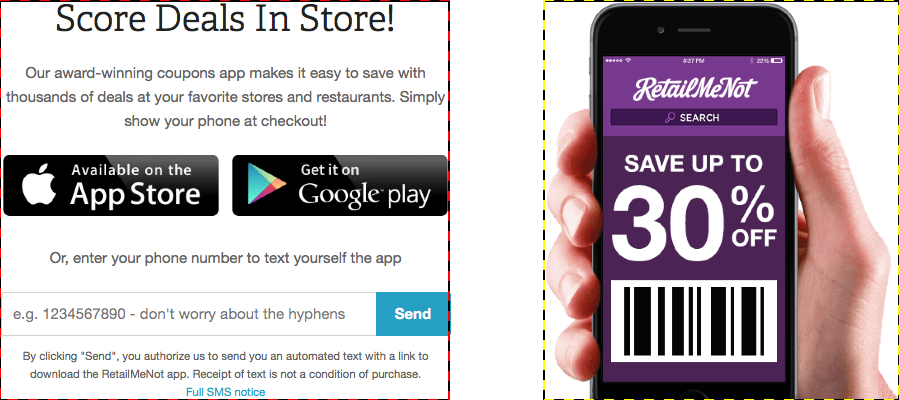 Score Deals In Store!
Our award-winning coupons app makes it easy to save with
thousands of deals at your favorite stores and restaurants. Simply
show your phone at checkout!
Available on the
App Store
Get it on
Google play
Or, enter your phone number to text yourself the app
e.g. 1234567890 - don't worry about the hyphens
Send
By clicking "Send", you authorize us to send you an automated text with a link to
download the RetailMeNot app. Receipt of text is not a condition of purchase.
Full SMS notice
8:27 PM
22%
RetailMeNot
SEARCH
SAVE UP TO
30%
OFF